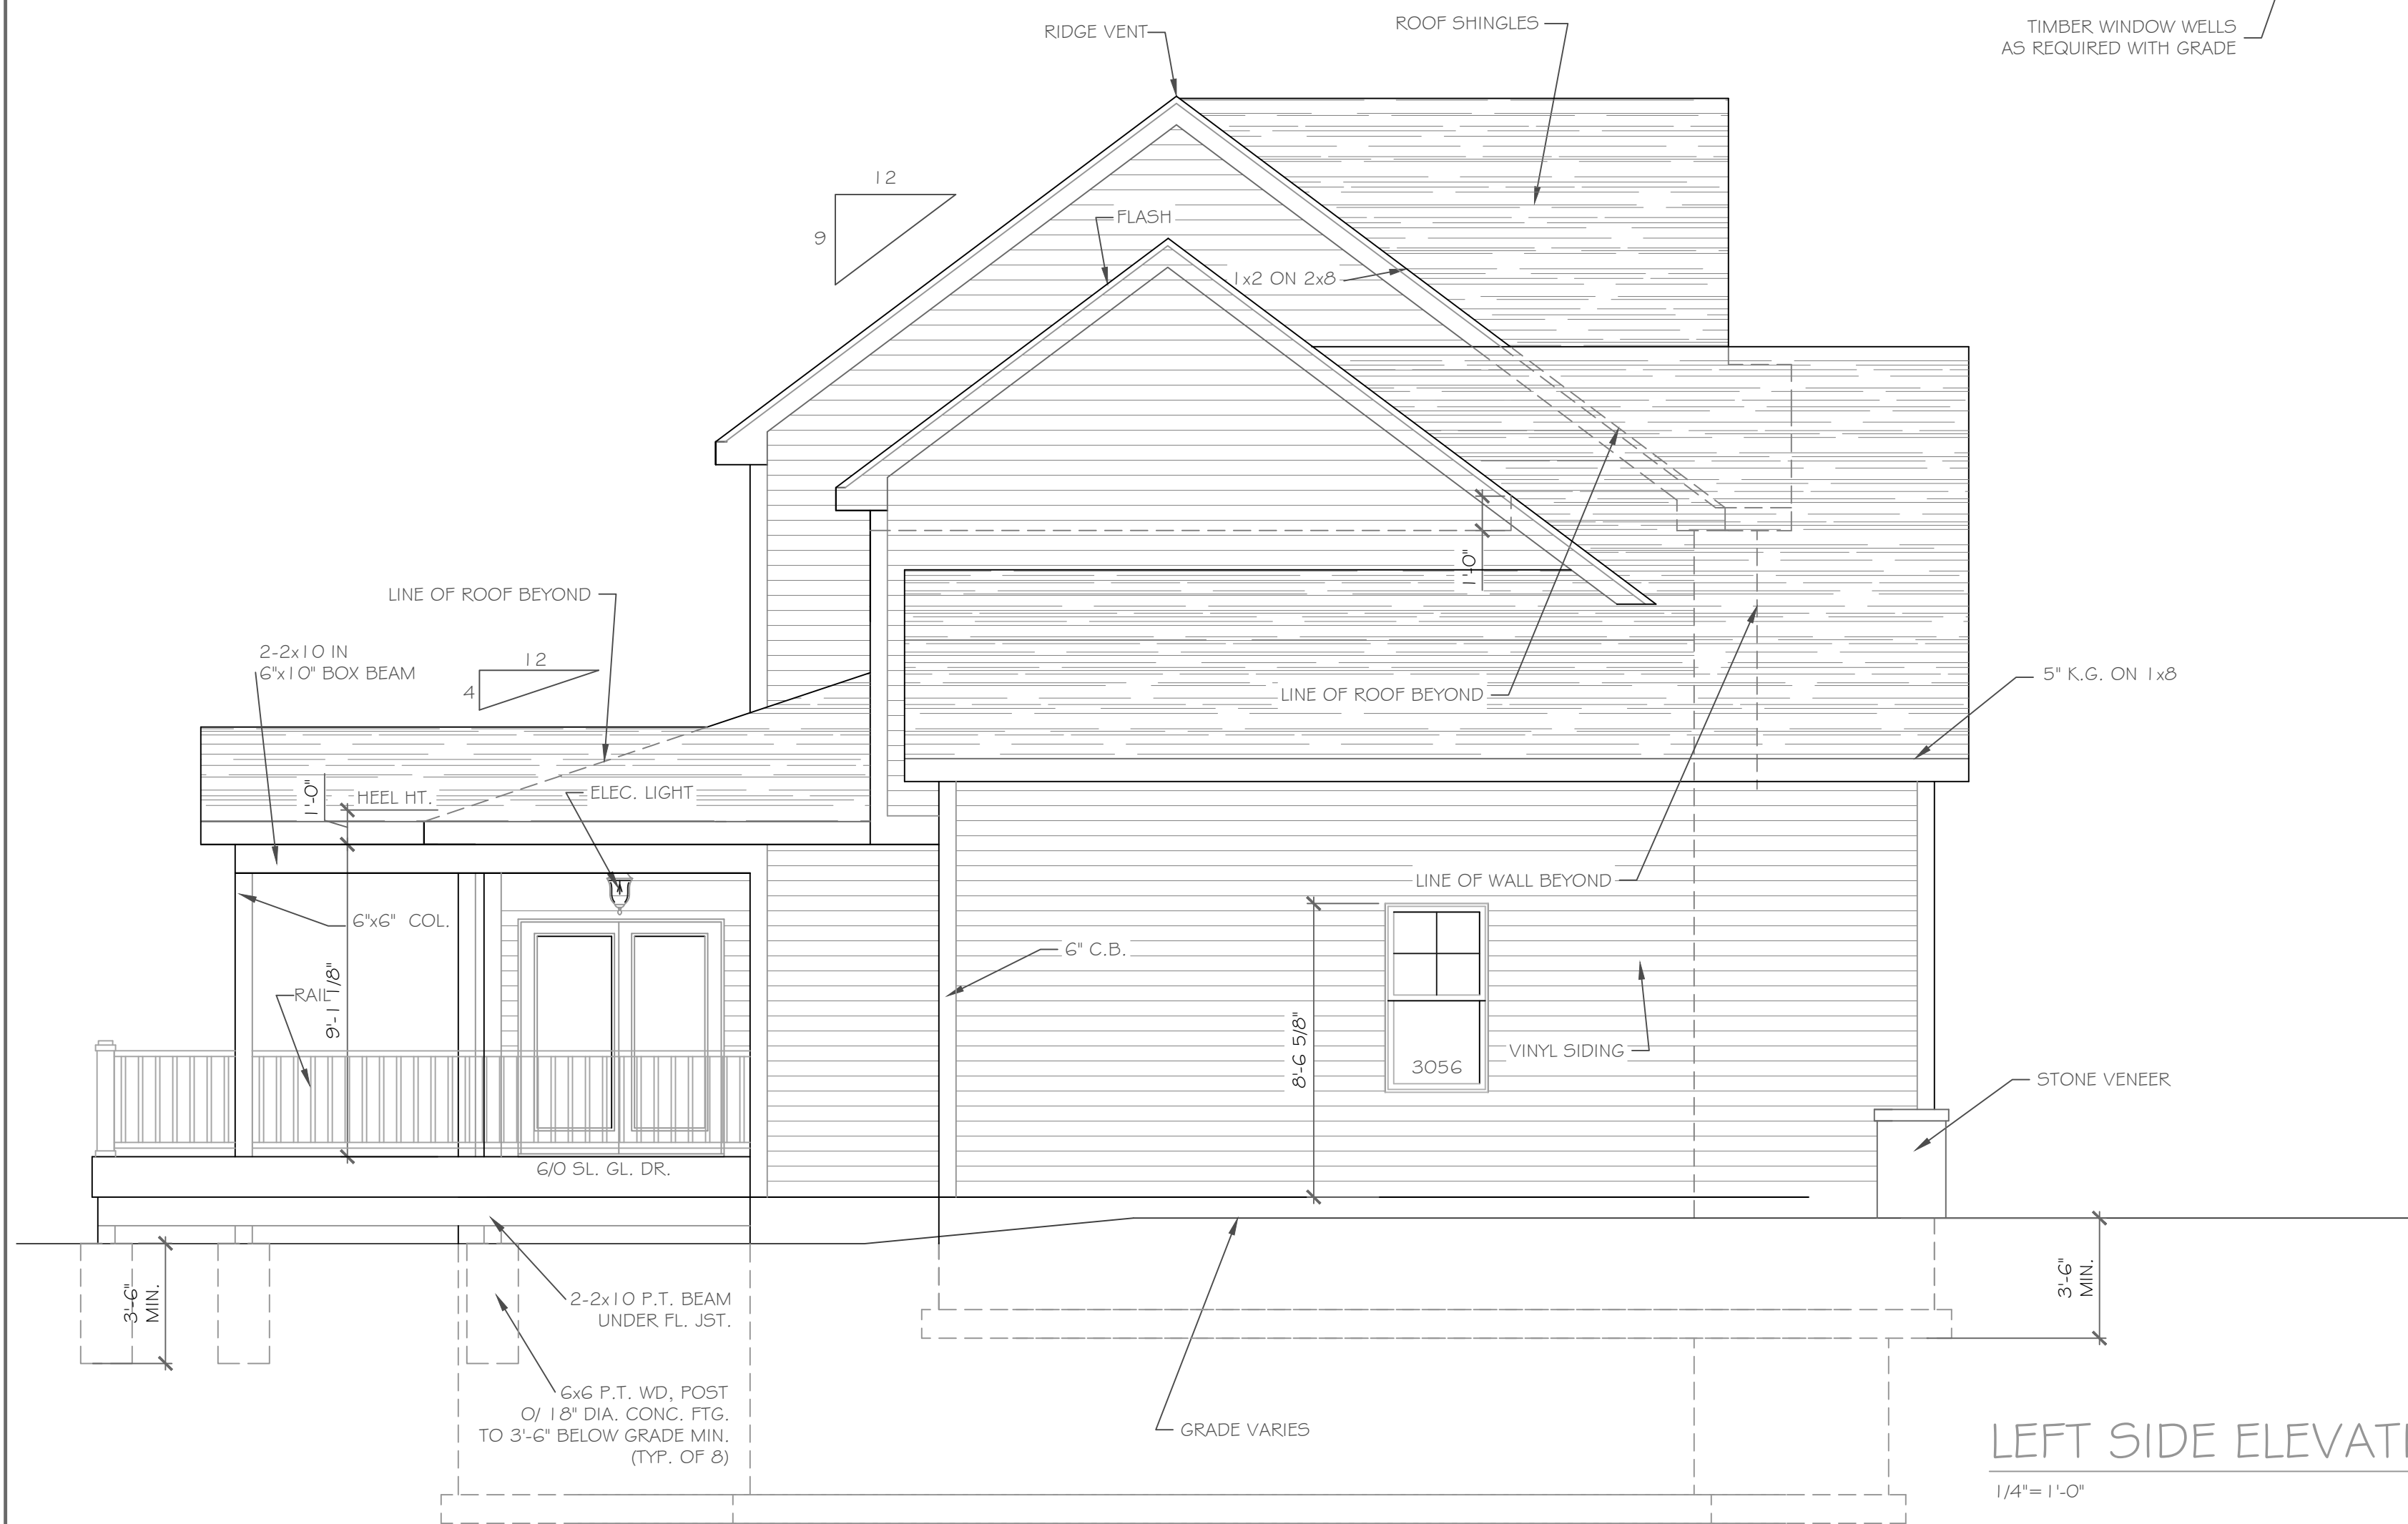 RIDGE VENT
ROOF SHINGLES
TIMBER WINDOW WELLS
AS REQUIRED WITH GRADE
12
9
FLASH
1x2 ON 2x8
1'-0"
LINE OF ROOF BEYOND
2-2x10 IN
6"x10" BOX BEAM
12
4
LINE OF ROOF BEYOND
5" K.G. ON 1x8
1'-0"
HEEL HT.
ELEC. LIGHT
LINE OF WALL BEYOND
6"x6" COL.
6" C.B.
RAIL
9'-1 1/8"
8'-6 5/8"
3056
VINYL SIDING
STONE VENEER
6/0 SL. GL. DR.
3'-6"
MIN.
2-2x10 P.T. BEAM
UNDER FL. JST.
3'-6"
MIN.
6x6 P.T. WD, POST
O/ 18" DIA. CONC. FTG.
TO 3'-6" BELOW GRADE MIN.
(TYP. OF 8)
GRADE VARIES
LEFT SIDE ELEVATI
1/4"=1'-0"